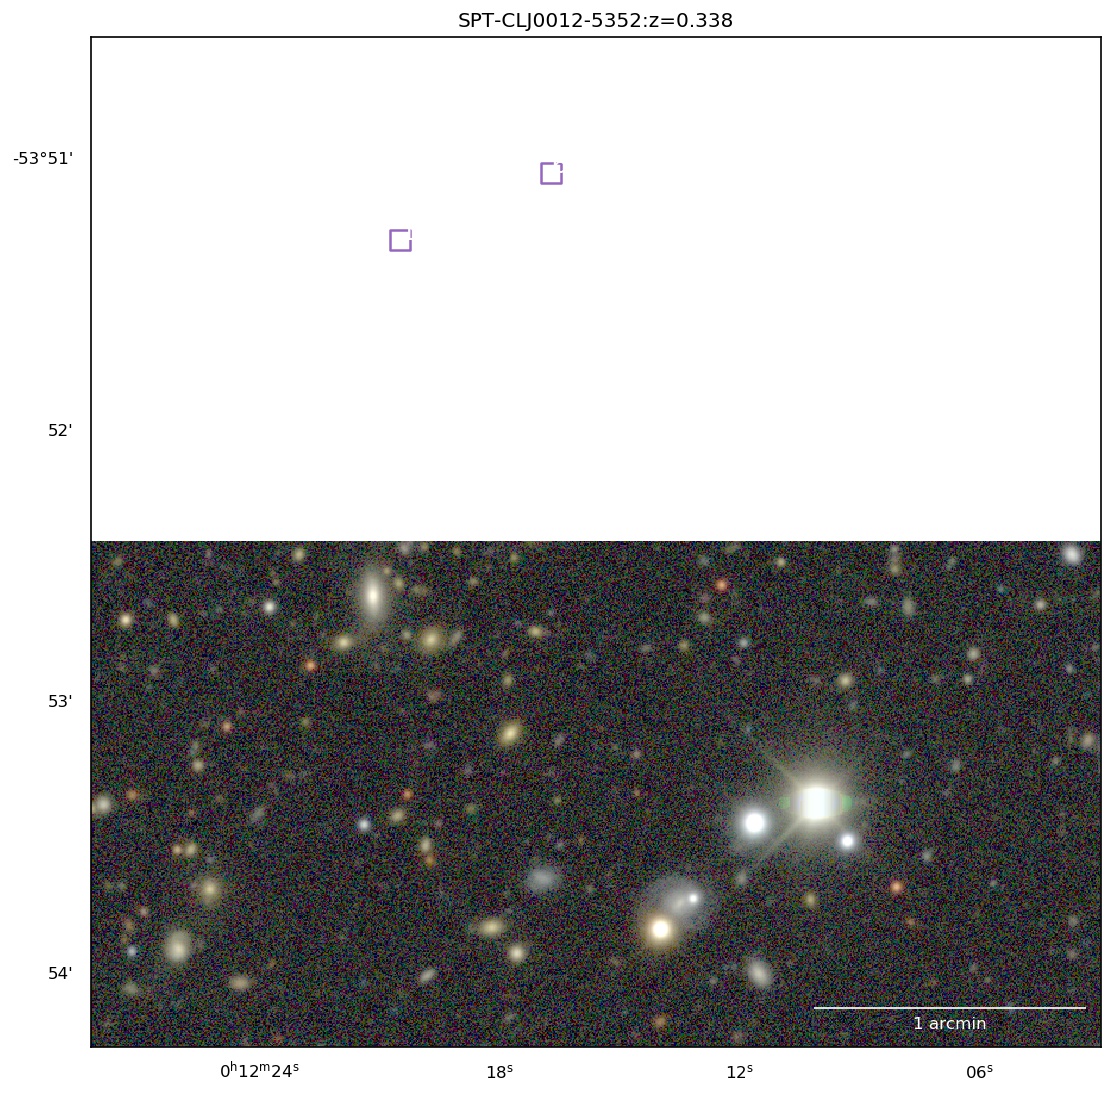 SPT-CLJ0012-5352:z=0.338
-53°51'
52'
53'
54'
1 arcmin
0ʰ12ᵐ24ˢ 18ˢ 12ˢ 06ˢ